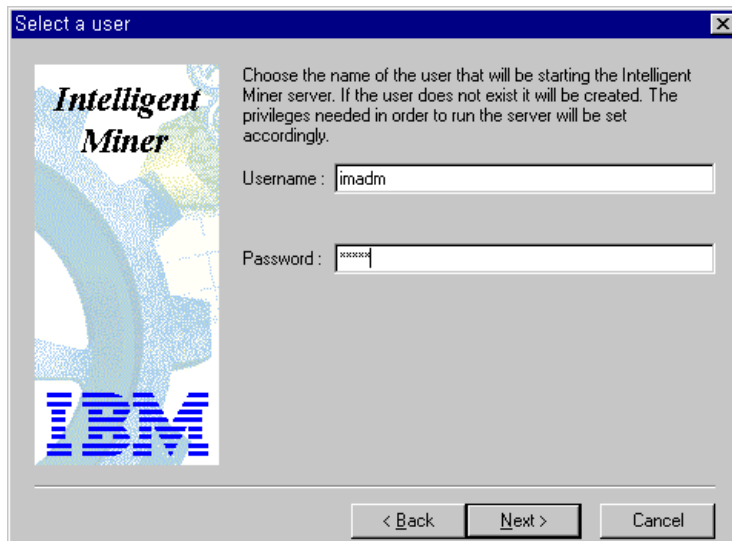 Select a user
Intelligent
Miner
IBM
Choose the name of the user that will be starting the Intelligent
Miner server. If the user does not exist it will be created. The
privileges needed in order to run the server will be set
accordingly.
Username : imadm
Password : *****
< Back Next > Cancel